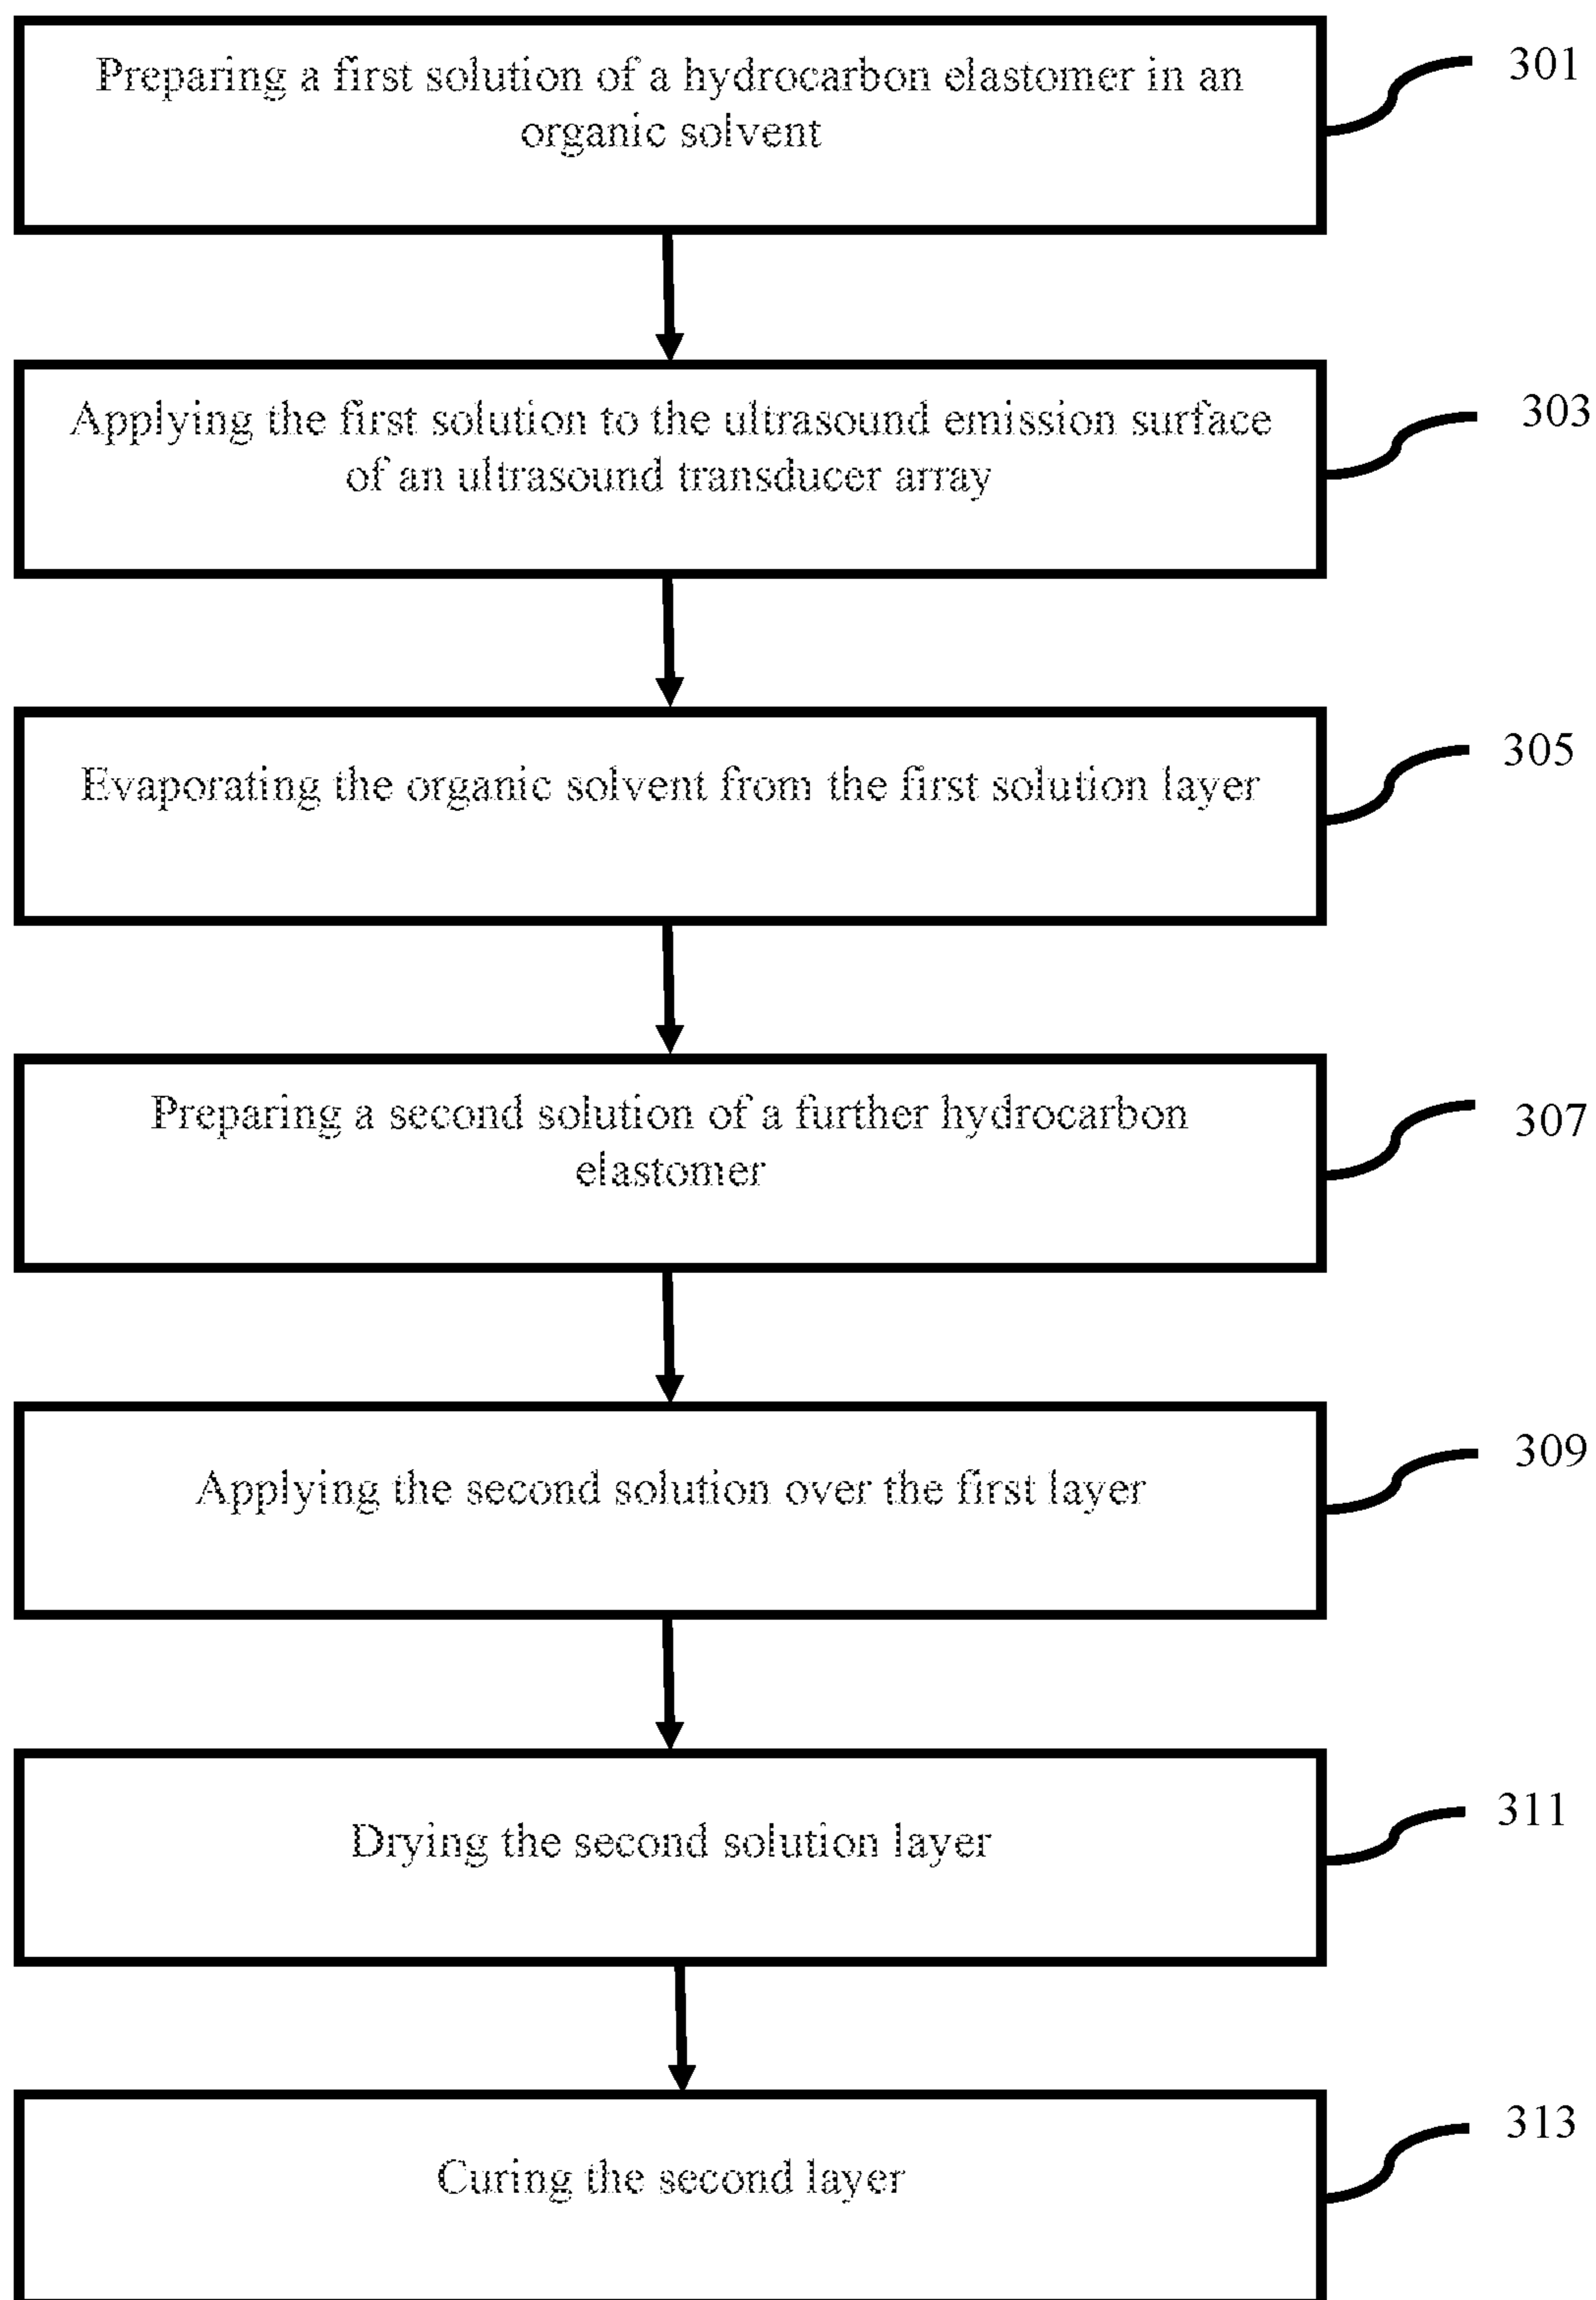 Preparing a first solution of a hydrocarbon elastomer in an
organic solvent
301
Applying the first solution to the ultrasound emission surface
of an ultrasound transducer array
303
Evaporating the organic solvent from the first solution layer
305
Preparing a second solution of a further hydrocarbon
elastomer
307
Applying the second solution over the first layer
309
Drying the second solution layer
311
Curing the second layer
313